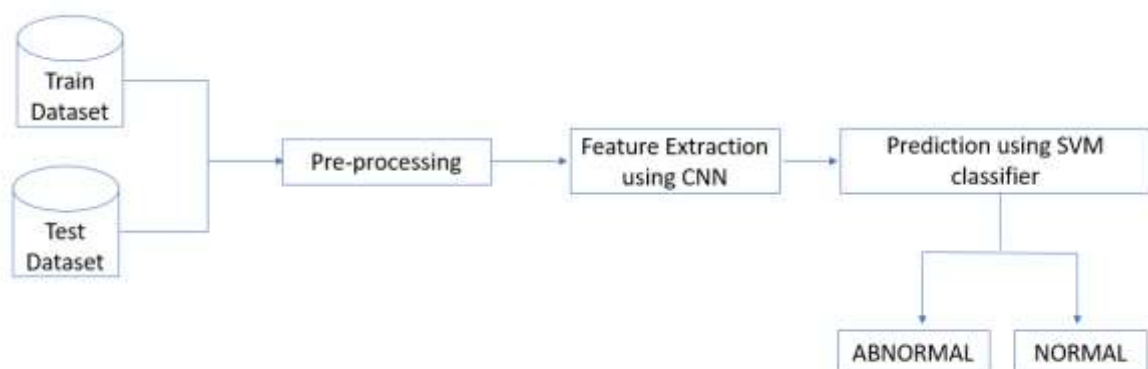 Train
Dataset
Test
Dataset
Pre-processing
Feature Extraction
using CNN
Prediction using SVM
classifier
ABNORMAL
NORMAL